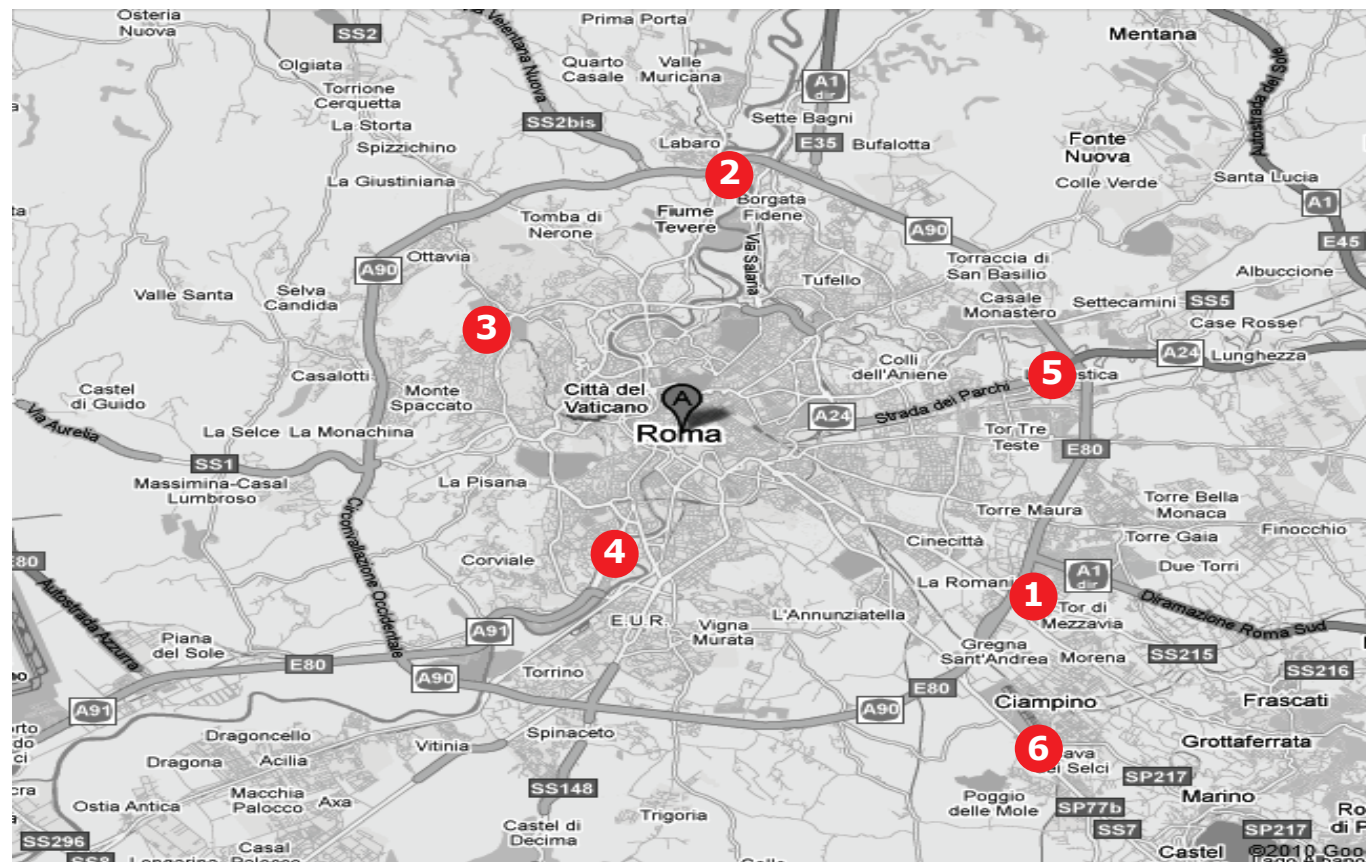 Osteria
Nuova
SS2
Veientana Nuova
Prima Porta
Mentana
Olgiata
Quarto
Casale
Valle
Muricana
A1
dir
Autostrada del Sole
Torrione
Cerquetta
La Storta
SS2bis
Sette Bagni
Spizzichino
Labaro
E35
Bufalotta
Fonte
Nuova
La Giustiniana
2
Colle Verde
Santa Lucia
A1
Tomba di
Nerone
Fiume
Tevere
Borgata
Fidene
Via Salaria
A90
E45
Ottavia
A90
Torraccia di
San Basilio
Albuccione
Valle Santa
Selva
Candida
Tufello
Casale
Monastero
Settecamini
SS5
3
Case Rosse
Casalotti
Colli
dell'Aniene
5
A24
Lunghezza
Castel
di Guido
Monte
Spaccato
Città del
Vaticano
A
A24
Strada dei Parchi
Via Aurelia
La Selce
La Monachina
Roma
Tor Tre
Teste
E80
SS1
Massimina-Casal
Lumbroso
La Pisana
Circonvallazione Occidentale
Torre Maura
Torre Bella
Monaca
Finocchio
Cinecittà
Torre Gaia
E80
Corviale
4
Due Torri
A1
dir
Autostrada Azzurra
1
Diramazione Roma Sud
L'Annunziatella
Tor di
Mezzavia
E.U.R.
Vigna
Murata
Piana
del Sole
A91
Gregna
Sant'Andrea
Morena
SS215
E80
Torrino
SS216
A90
E80
A91
A90
Ciampino
Frascati
Dragoncello
Vitinia
Spinaceto
6
Grottaferrata
Dragona
Acilia
SP217
SS148
Macchia
Palocco
Axa
Ostia Antica
Poggio
delle Mole
SP77b
Marino
Trigoria
SS7
SP217
SS296
Castel di
Decima
Casal
Palocco
Castel
©2010 Goo